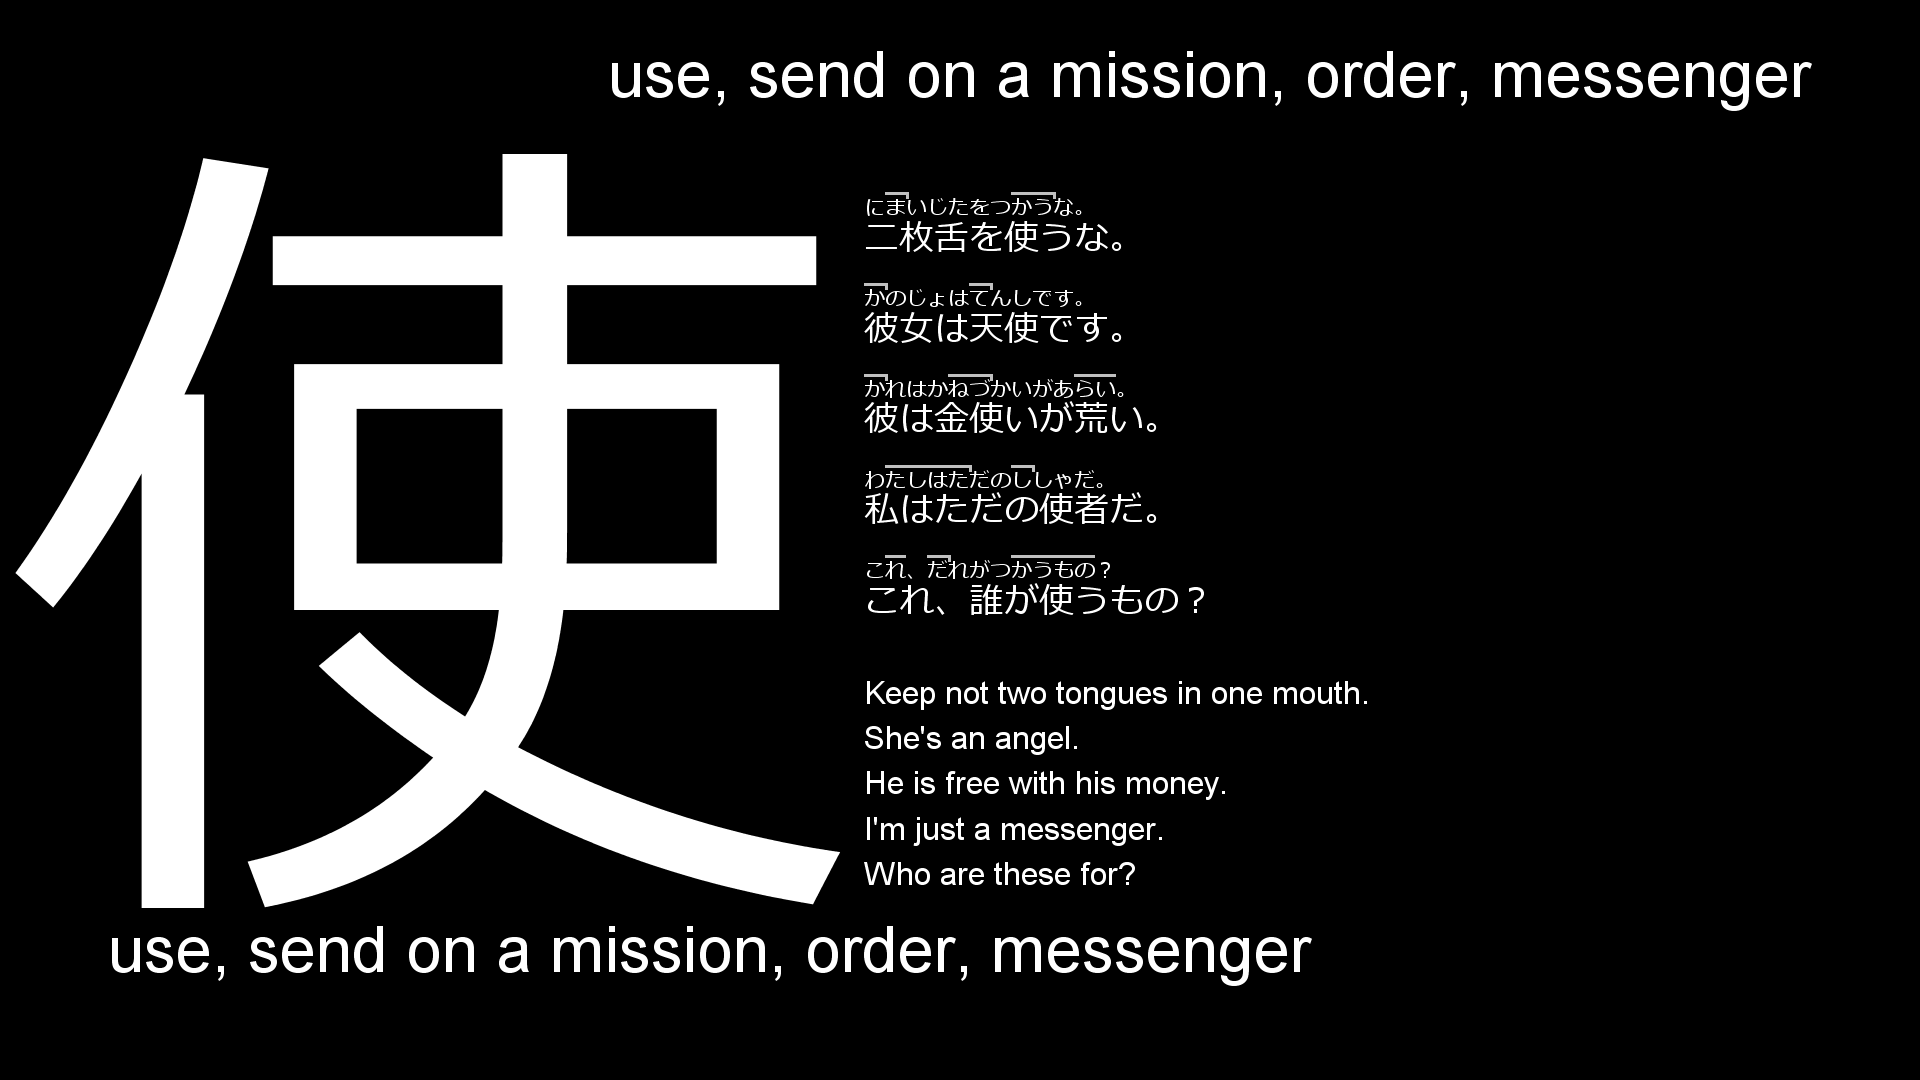 use, send on a mission, order, messenger
使
にまいじたをつかうな。
二枚舌を使うな。
かのじょはてんしです。
彼女は天使です。
かれはかねづかいがあらい。
彼は金使いが荒い。
わたしはただのししゃだ。
私はただの使者だ。
これ、だれがつかうもの？
これ、誰が使うもの？
Keep not two tongues in one mouth.
She's an angel.
He is free with his money.
I'm just a messenger.
Who are these for?
use, send on a mission, order, messenger